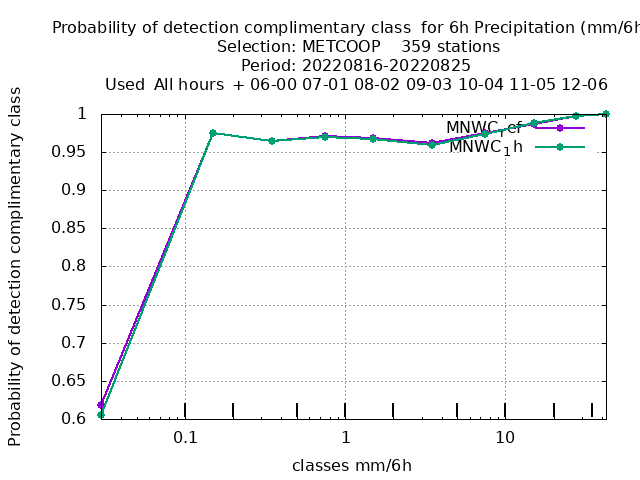 Probability of detection complimentary class for 6h Precipitation (mm/6h
Selection: METCOOP 359 stations
Period: 20220816-20220825
Used All hours + 06-00 07-01 08-02 09-03 10-04 11-05 12-06
Probability of detection complimentary class
1
0.95
0.9
0.85
0.8
0.75
0.7
0.65
0.6
MNWC_ref
MNWC_1h
0.1
1
10
classes mm/6h